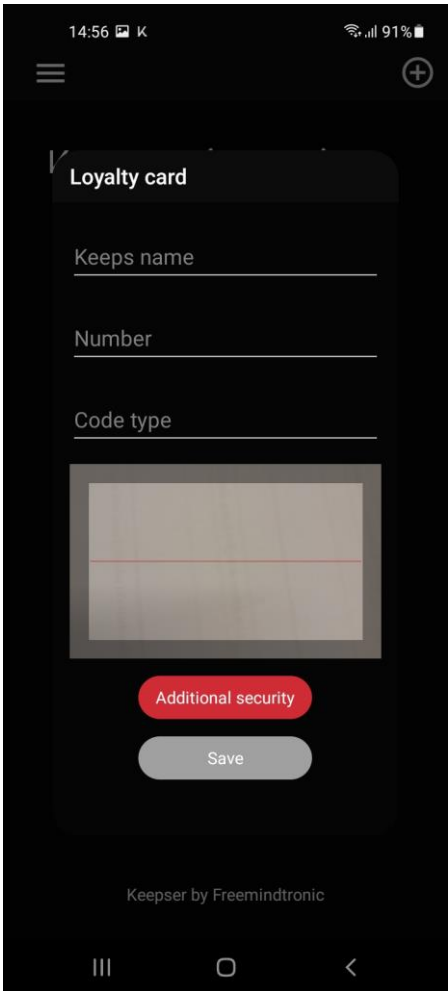 14:56 K 91%
Loyalty card
Keeps name
Number
Code type
Additional security
Save
Keepser by Freemindtronic